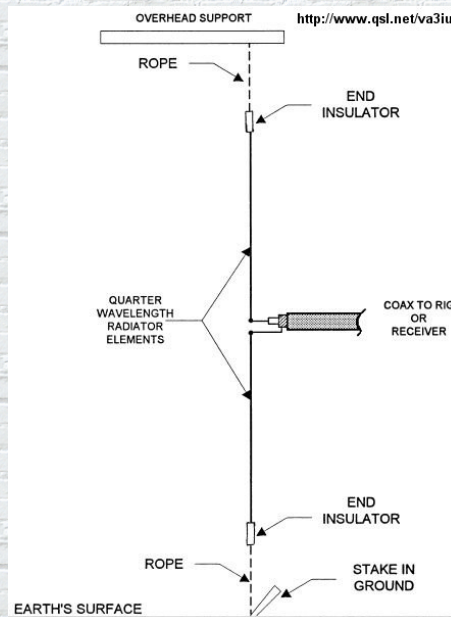 OVERHEAD SUPPORT
http://www.qsl.net/va3iu
ROPE
END
INSULATOR
QUARTER
WAVELENGTH
RADIATOR
ELEMENTS
COAX TO RIG
OR
RECEIVER
END
INSULATOR
ROPE
STAKE IN
GROUND
EARTH'S SURFACE